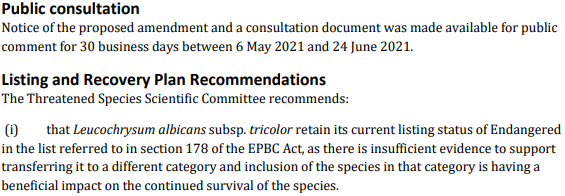 Public consultation
Notice of the proposed amendment and a consultation document was made available for public
comment for 30 business days between 6 May 2021 and 24 June 2021.
Listing and Recovery Plan Recommendations
The Threatened Species Scientific Committee recommends:
(i) that Leucochrysum albicans subsp. tricolor retain its current listing status of Endangered
in the list referred to in section 178 of the EPBC Act, as there is insufficient evidence to support
transferring it to a different category and inclusion of the species in that category is having a
beneficial impact on the continued survival of the species.